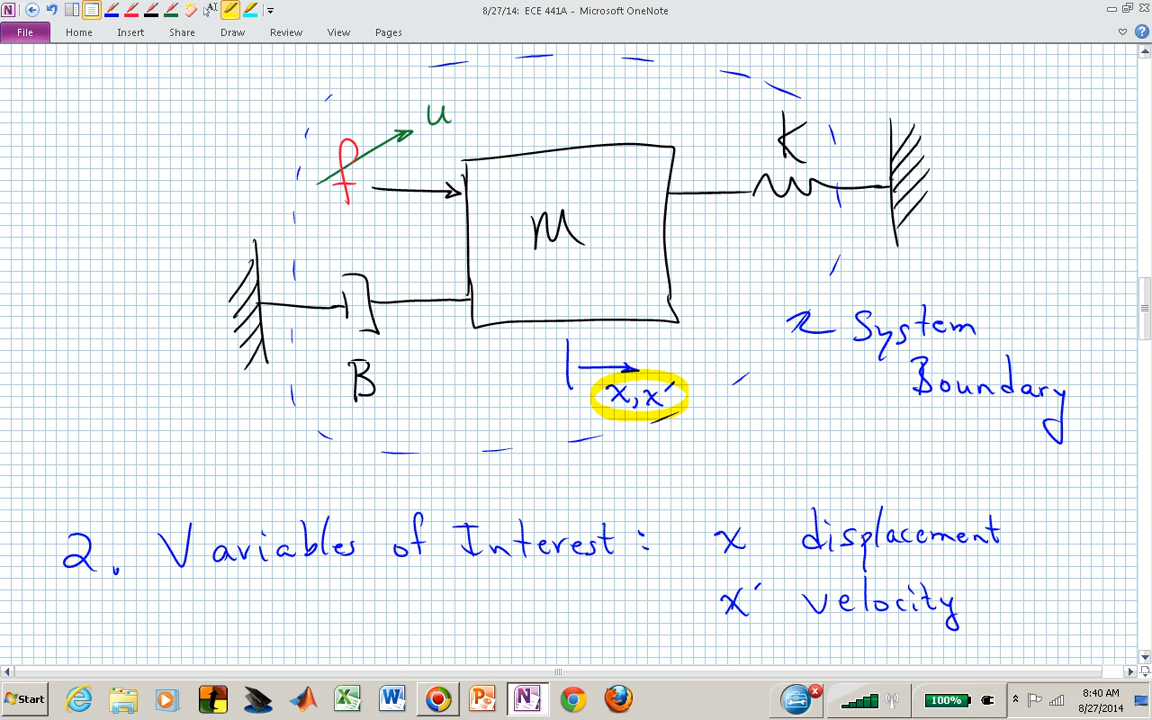 8/27/14: ECE 441A - Microsoft OneNote
File Home Insert Share Draw Review View Pages
u
f
K
M
B
x, x'
System
Boundary
2. Variables of Interest: x displacement
x' velocity
Start
100%
8:40 AM
8/27/2014